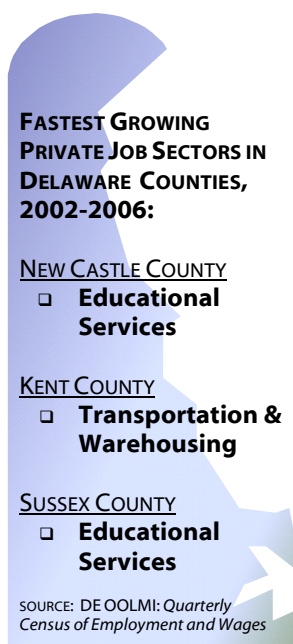 FASTEST GROWING
PRIVATE JOB SECTORS IN
DELAWARE COUNTIES,
2002-2006:
NEW CASTLE COUNTY
❑ Educational
Services
KENT COUNTY
❑ Transportation &
Warehousing
SUSSEX COUNTY
❑ Educational
Services
SOURCE: DE OOLMI: Quarterly
Census of Employment and Wages